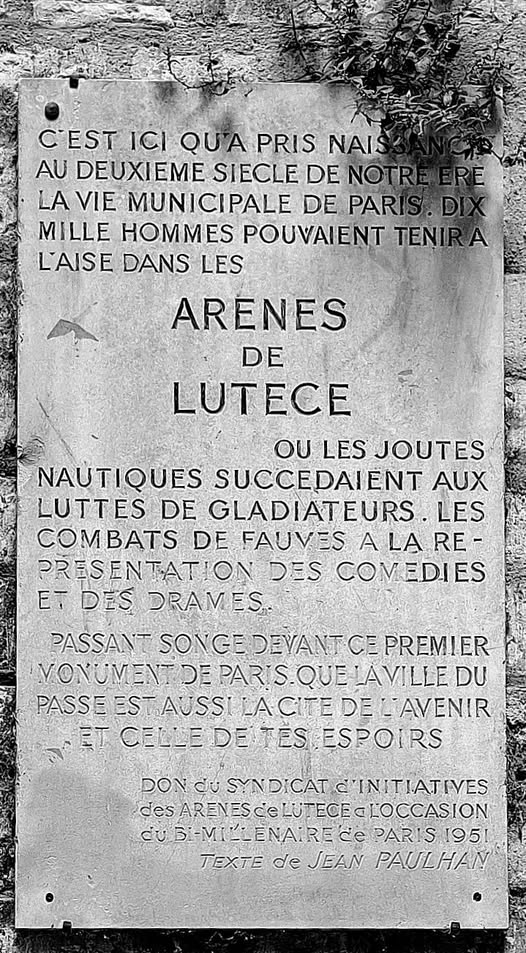 C'EST ICI QU'A PRIS NAISSANCE
AU DEUXIEME SIECLE DE NOTRE ERE
LA VIE MUNICIPALE DE PARIS. DIX
MILLE HOMMES POUVAIENT TENIR A
L'AISE DANS LES
ARENES
DE
LUTECE
OU LES JOUTES
NAUTIQUES SUCCEDAIENT AUX
LUTTES DE GLADIATEURS. LES
COMBATS DE FAUVES A LA RE-
PRESENTATION DES COMEDIES
ET DES DRAMES.
PASSANT SONGE DEVANT CE PREMIER
MONUMENT DE PARIS. QUE LA VILLE DU
PASSE EST AUSSI LA CITE DE L'AVENIR
ET CELLE DE TES ESPOIRS
DON du SYNDICAT d'INITIATIVES
des ARENES de LUTECE a L'OCCASION
du BI-MILLENAIRE de PARIS 1951
TEXTE de JEAN PAULHAN